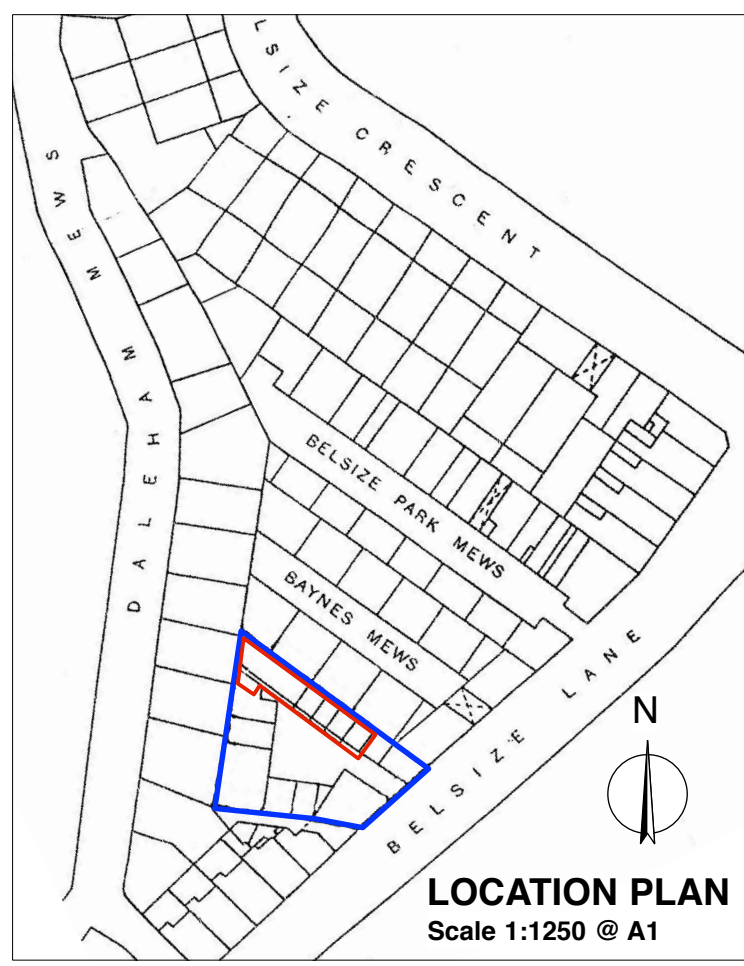 LSIZE CRESCENT
DALEHAM MEWS
BELSIZE PARK MEWS
BAYNES MEWS
BELSIZE LANE
N
LOCATION PLAN
Scale 1:1250 @ A1